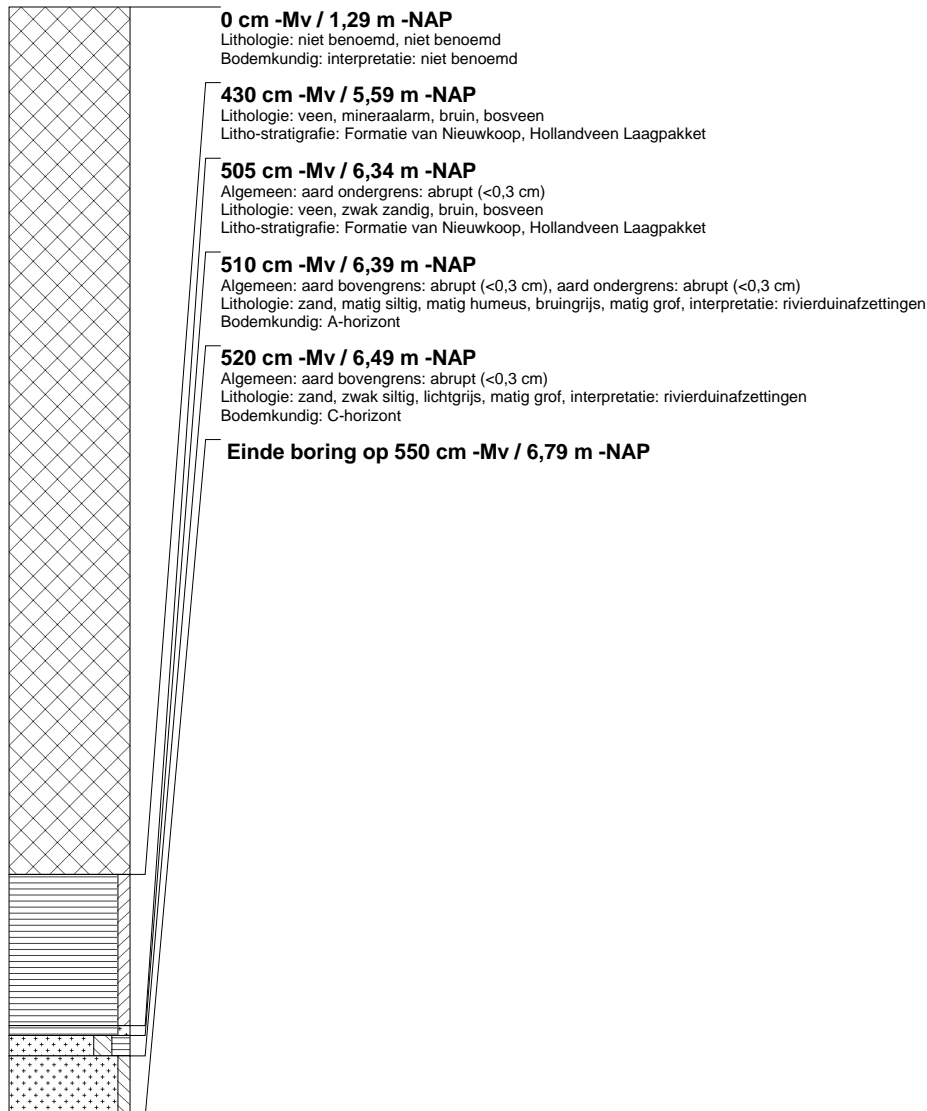 0 cm -Mv / 1,29 m -NAP
Lithologie: niet benoemd, niet benoemd
Bodemkundig: interpretatie: niet benoemd
430 cm -Mv / 5,59 m -NAP
Lithologie: veen, mineraalarm, bruin, bosveen
Litho-stratigrafie: Formatie van Nieuwkoop, Hollandveen Laagpakket
505 cm -Mv / 6,34 m -NAP
Algemeen: aard ondergrens: abrupt (<0,3 cm)
Lithologie: veen, zwak zandig, bruin, bosveen
Litho-stratigrafie: Formatie van Nieuwkoop, Hollandveen Laagpakket
510 cm -Mv / 6,39 m -NAP
Algemeen: aard bovengrens: abrupt (<0,3 cm), aard ondergrens: abrupt (<0,3 cm)
Lithologie: zand, matig siltig, matig humeus, bruingrijs, matig grof, interpretatie: rivierduinafzettingen
Bodemkundig: A-horizont
520 cm -Mv / 6,49 m -NAP
Algemeen: aard bovengrens: abrupt (<0,3 cm)
Lithologie: zand, zwak siltig, lichtgrijs, matig grof, interpretatie: rivierduinafzettingen
Bodemkundig: C-horizont
Einde boring op 550 cm -Mv / 6,79 m -NAP